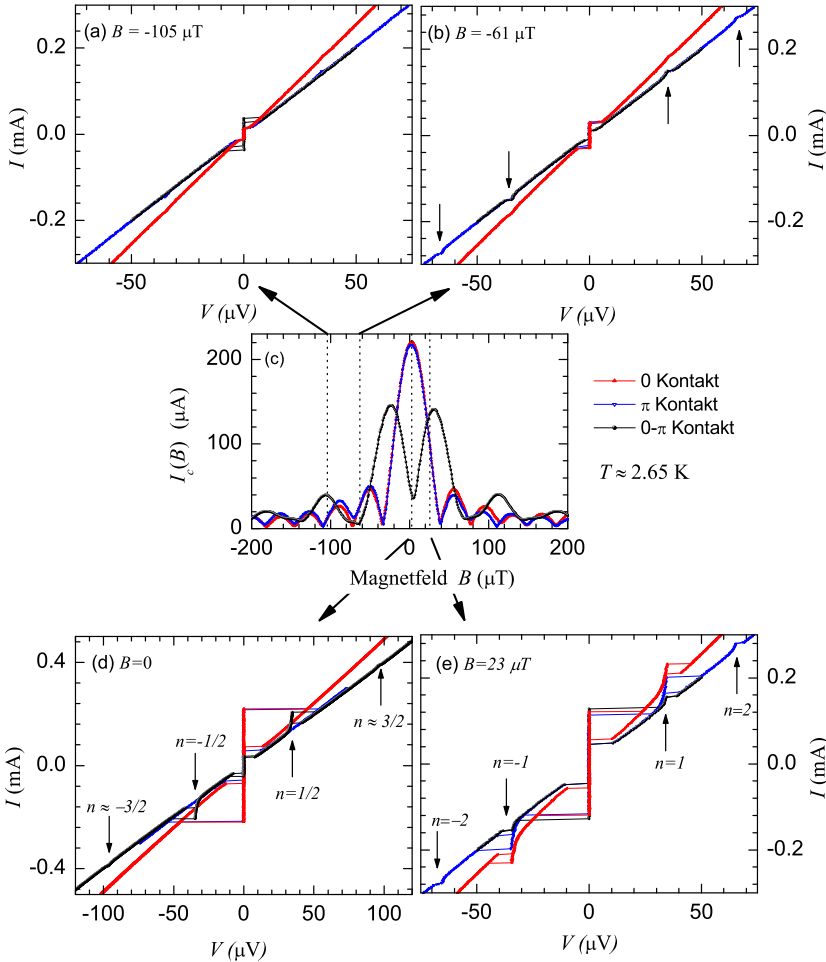 (a) B = -105 μT
(b) B = -61 μT
I (mA)
0.2
0.0
-0.2
-50
0
50
V (μV)
-50
0
50
V (μV)
0.2
0.0
-0.2
I (mA)
(c)
I_c(B) (μA)
200
160
80
0
-200
-100
0
100
200
Magnetfeld B (μT)
0 Kontakt
π Kontakt
0-π Kontakt
T ≈ 2.65 K
(d) B=0
n ≈ 3/2
n=-1/2
n=1/2
n ≈ −3/2
I (mA)
0.4
0.0
-0.4
-100
-50
0
50
100
V (μV)
(e) B=23 μT
n=2
n=1
n=-1
n=−2
-50
0
50
V (μV)
0.2
0.0
-0.2
I (mA)